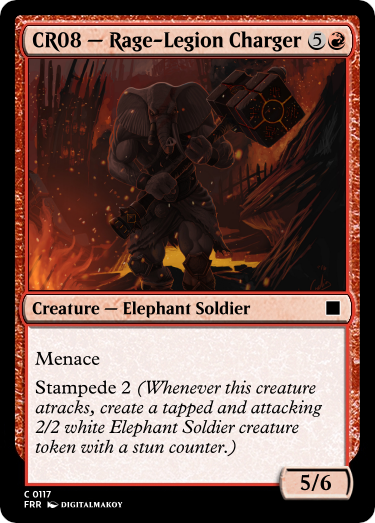 CR08 — Rage-Legion Charger 5
Creature — Elephant Soldier
Menace
Stampede 2 (Whenever this creature
atracks, create a tapped and attacking
2/2 white Elephant Soldier creature
token with a stun counter.)
5/6
C 0117
FRR DIGITALMAKOY